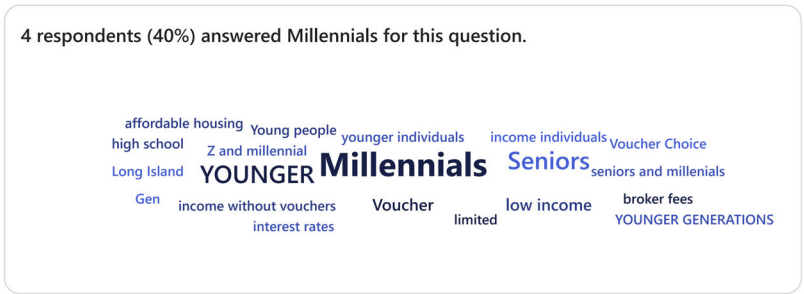 4 respondents (40%) answered Millennials for this question.
affordable housing
Young people
younger individuals
income individuals
high school
Z and millennial
Voucher Choice
Long Island
YOUNGER
Millennials
Seniors
seniors and millenials
Gen
income without vouchers
Voucher
low income
broker fees
interest rates
limited
YOUNGER GENERATIONS